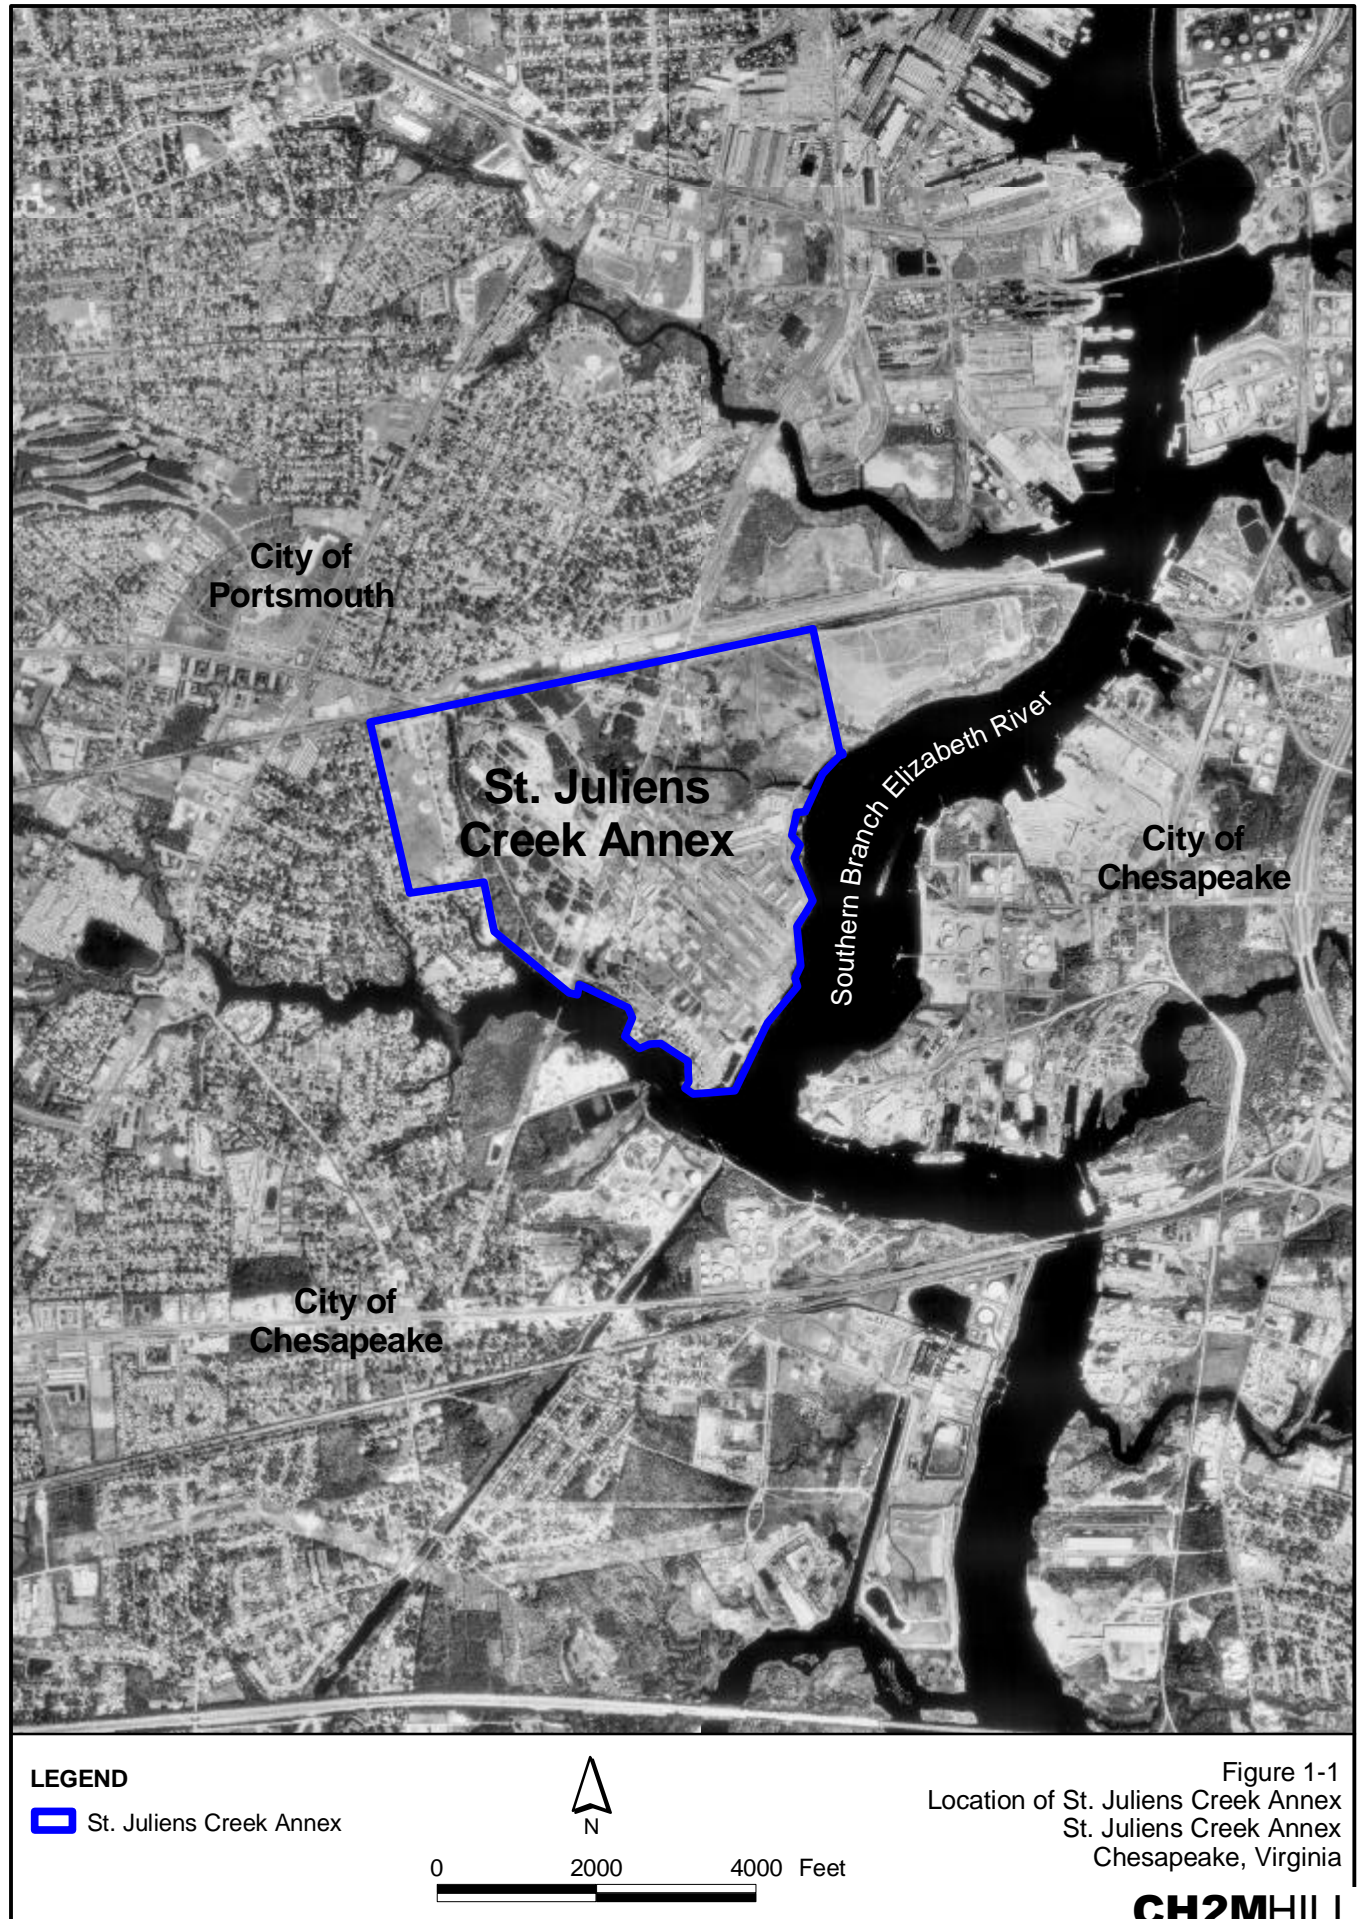 City of
Portsmouth
St. Juliens
Creek Annex
Southern Branch Elizabeth River
City of
Chesapeake
City of
Chesapeake
LEGEND
St. Juliens Creek Annex
N
0 2000 4000 Feet
Figure 1-1
Location of St. Juliens Creek Annex
St. Juliens Creek Annex
Chesapeake, Virginia
CH2MHILL